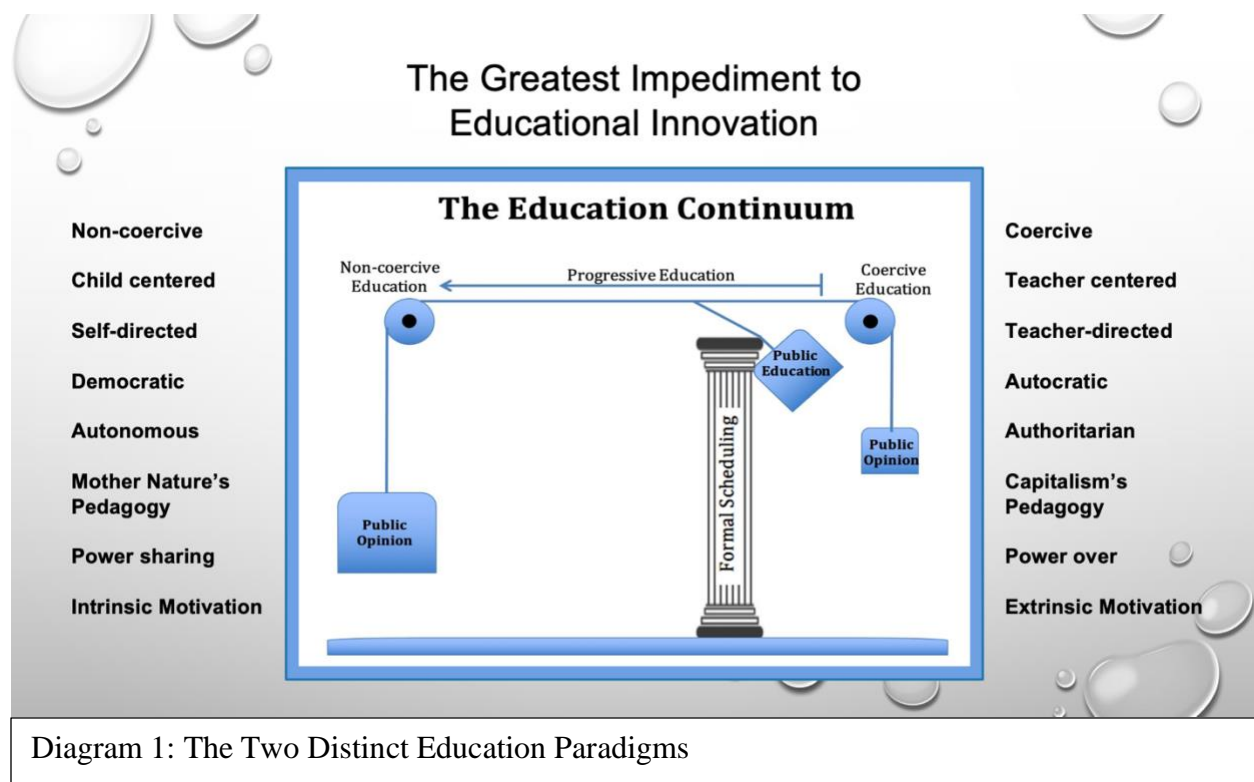 The Greatest Impediment to
Educational Innovation
Non-coercive
Child centered
Self-directed
Democratic
Autonomous
Mother Nature's
Pedagogy
Power sharing
Intrinsic Motivation
The Education Continuum
Non-coercive
Education
Progressive Education
Coercive
Education
Public
Education
Formal Scheduling
Public
Opinion
Public
Opinion
Coercive
Teacher centered
Teacher-directed
Autocratic
Authoritarian
Capitalism's
Pedagogy
Power over
Extrinsic Motivation
Diagram 1: The Two Distinct Education Paradigms